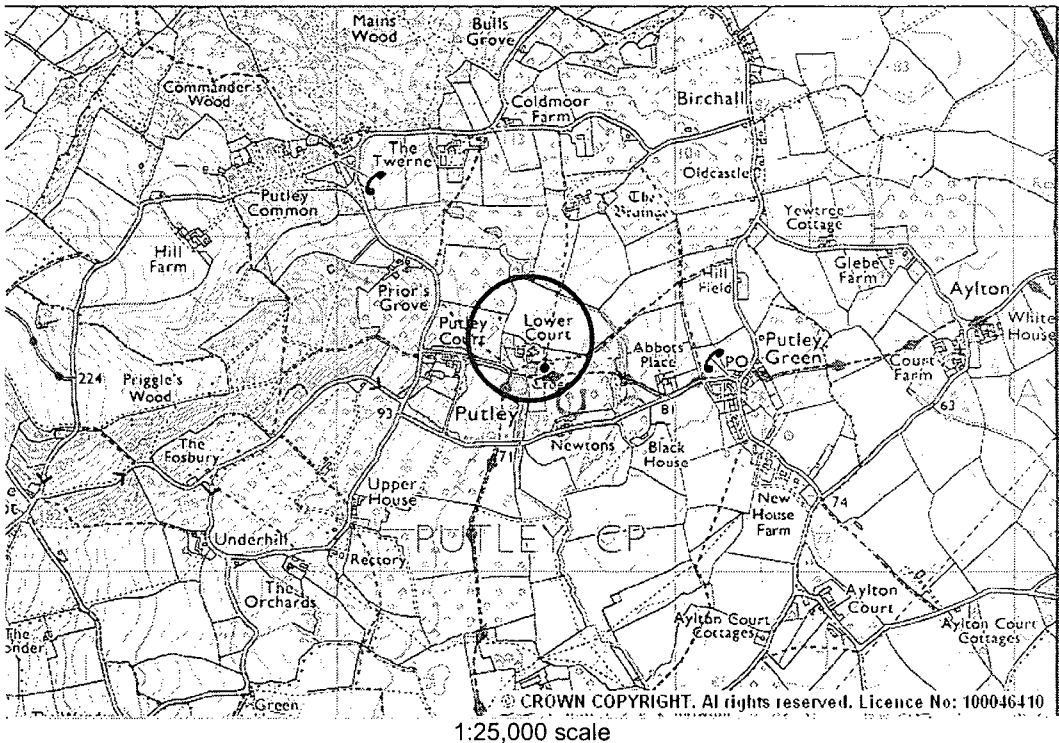 Mains
Wood
Bulls
Grove
Commander's
Wood
Coldmoor
Farm
Birchall
83
The
Twerne
Oldcastle
Putley
Common
The
Yewtree
Cottage
Hill
Farm
Glebe
Farm
Prior's
Grove
Hill
Field
Aylton
Putley
Court
Lower
Court
White
House
Abbots
Place
PO
Putley
Green
Court
Farm
224
Priggle's
Wood
93
Putley
81
63
The
Fosbury
71
Newtons
Black
House
Upper
House
New
House
Farm
74
PUTLEY CP
Underhill
Rectory
The
Orchards
Aylton
Court
Aylton Court
Cottages
Aylton Court
Cottages
The
Green
© CROWN COPYRIGHT. All rights reserved. Licence No: 100046410
1:25,000 scale